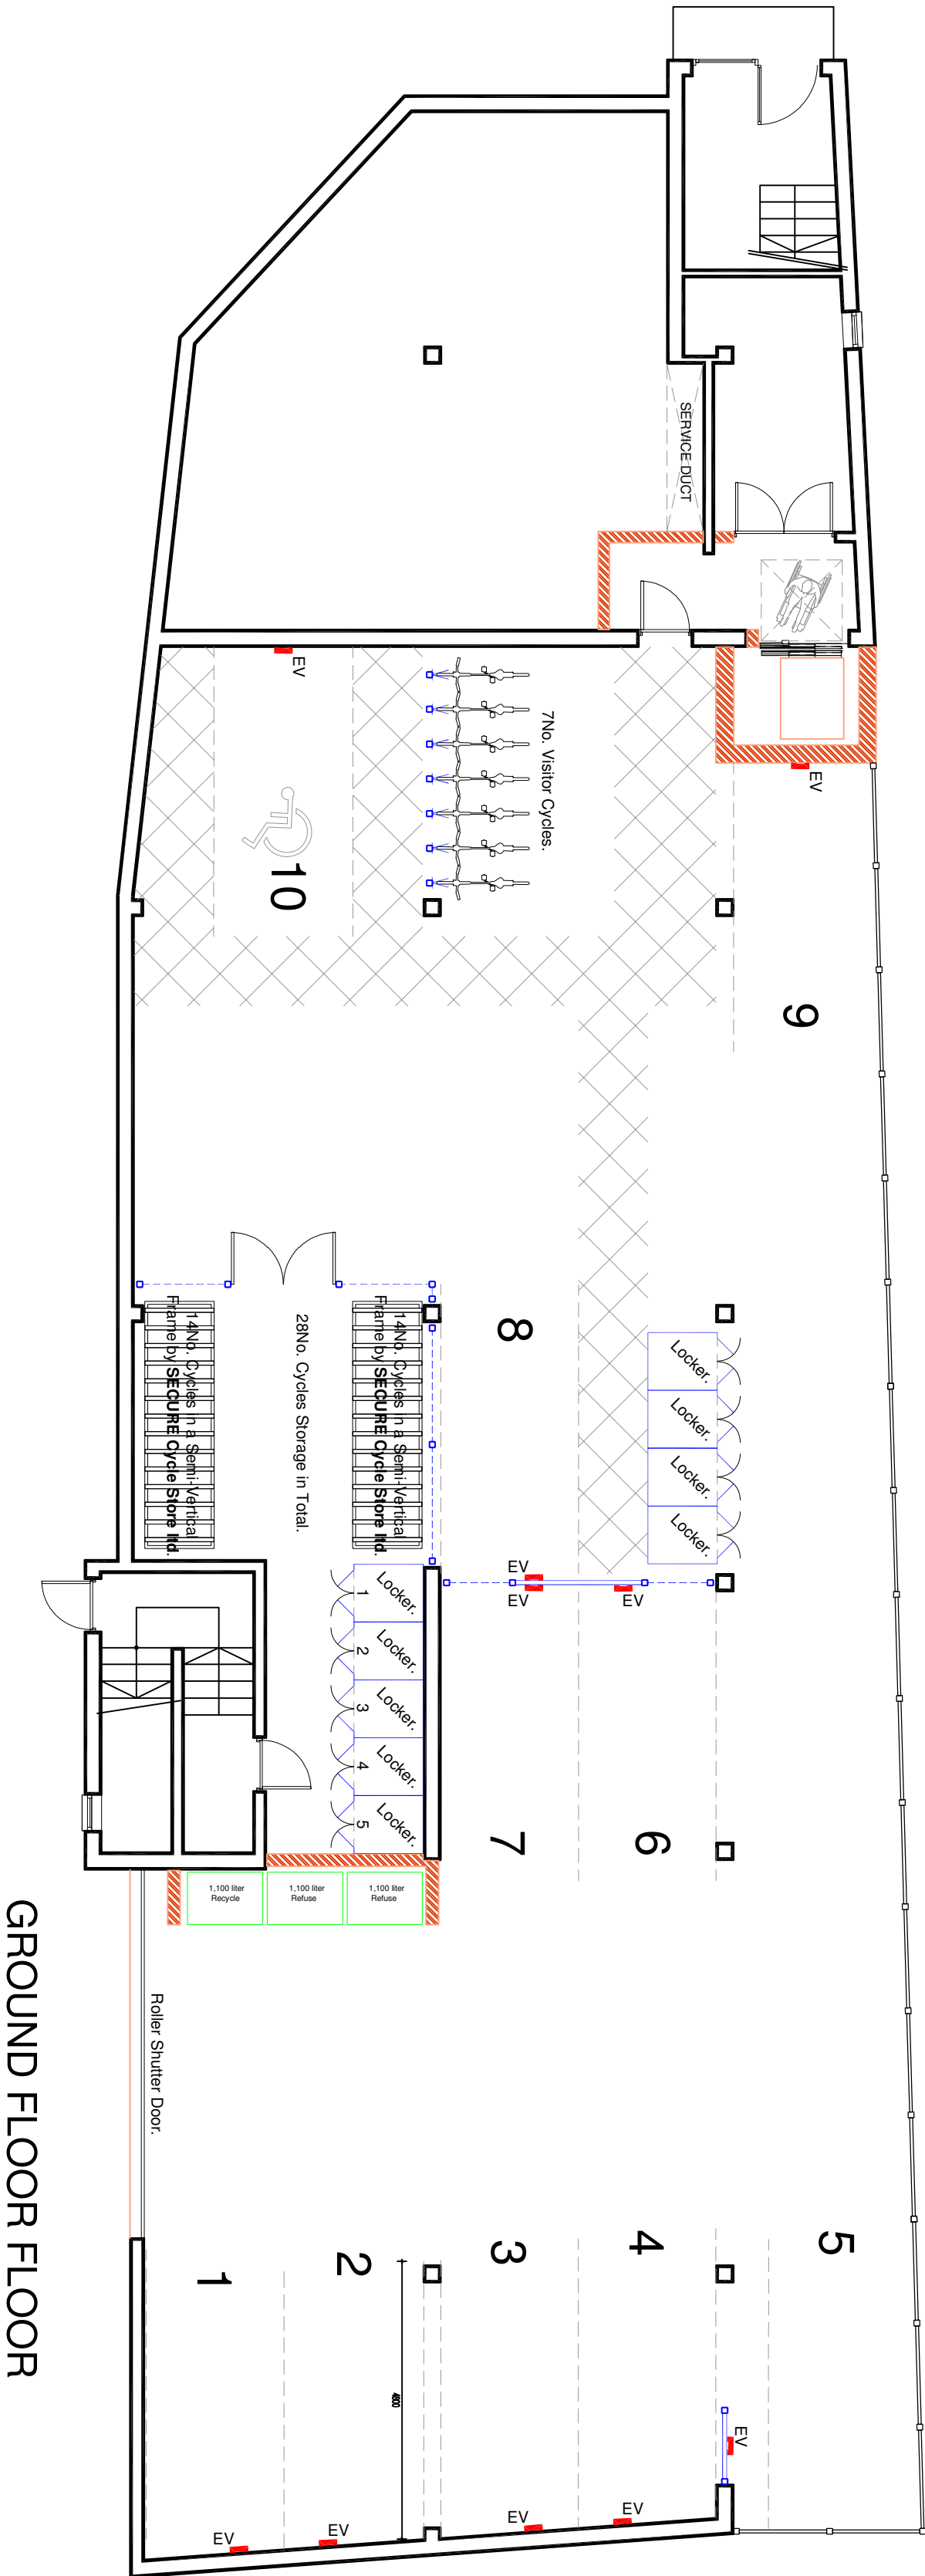 SERVICE DUCT
EV
7No. Visitor Cycles.
EV
10
9
8
Locker.
Locker.
Locker.
Locker.
14No. Cycles in a Semi-Vertical
Frame by SECURE Cycle Store ltd.
28No. Cycles Storage in Total.
14No. Cycles in a Semi-Vertical
Frame by SECURE Cycle Store ltd.
EV
EV
EV
1
Locker.
2
Locker.
3
Locker.
4
Locker.
5
Locker.
7
6
1,100 liter
Recycle
1,100 liter
Refuse
1,100 liter
Refuse
Roller Shutter Door.
GROUND FLOOR FLOOR
1
2
3
4
5
4800
EV
EV
EV
EV
EV